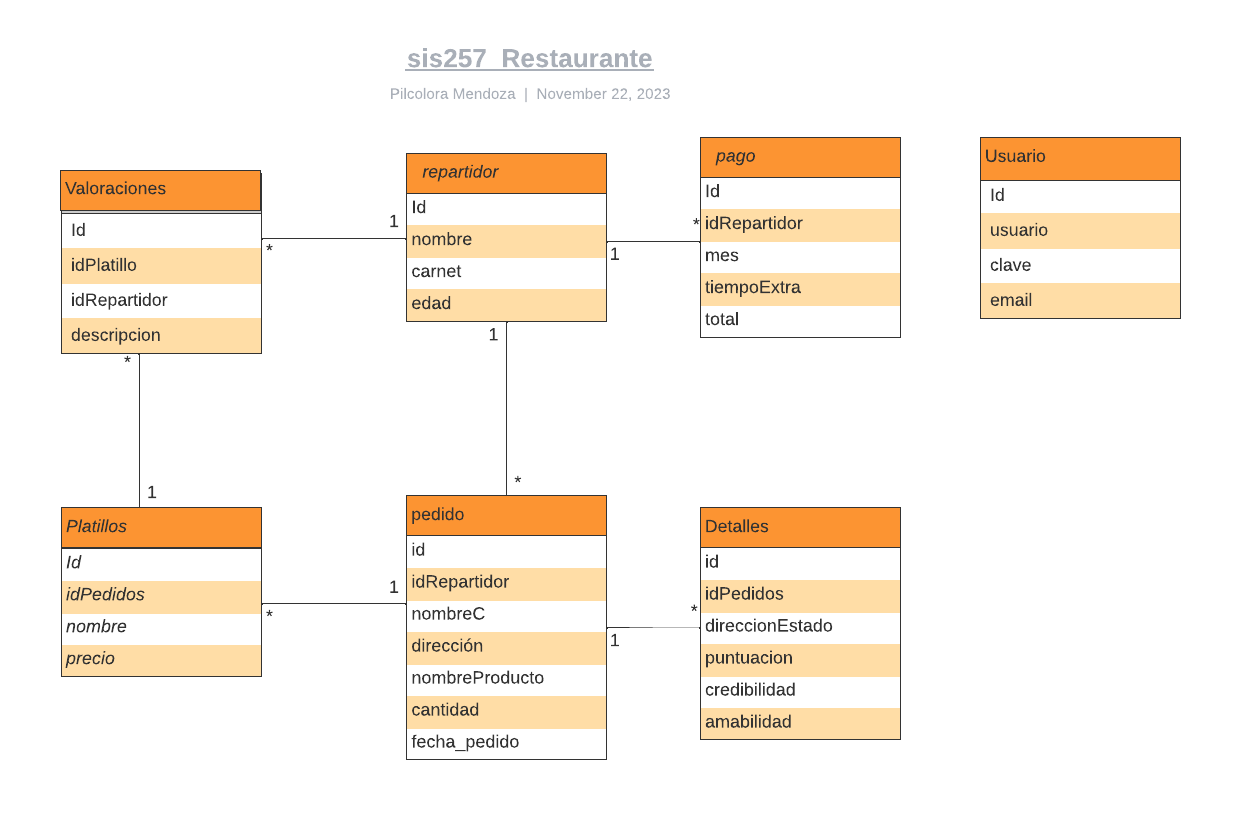 sis257_Restaurante
Pilcolora Mendoza | November 22, 2023
Valoraciones
Id
idPlatillo
idRepartidor
descripcion
*
1
repartidor
Id
nombre
carnet
edad
1
*
pago
Id
idRepartidor
mes
tiempoExtra
total
Usuario
Id
usuario
clave
email
*
1
1
*
Platillos
Id
idPedidos
nombre
precio
*
1
pedido
id
idRepartidor
nombreC
dirección
nombreProducto
cantidad
fecha_pedido
1
*
Detalles
id
idPedidos
direccionEstado
puntuacion
credibilidad
amabilidad